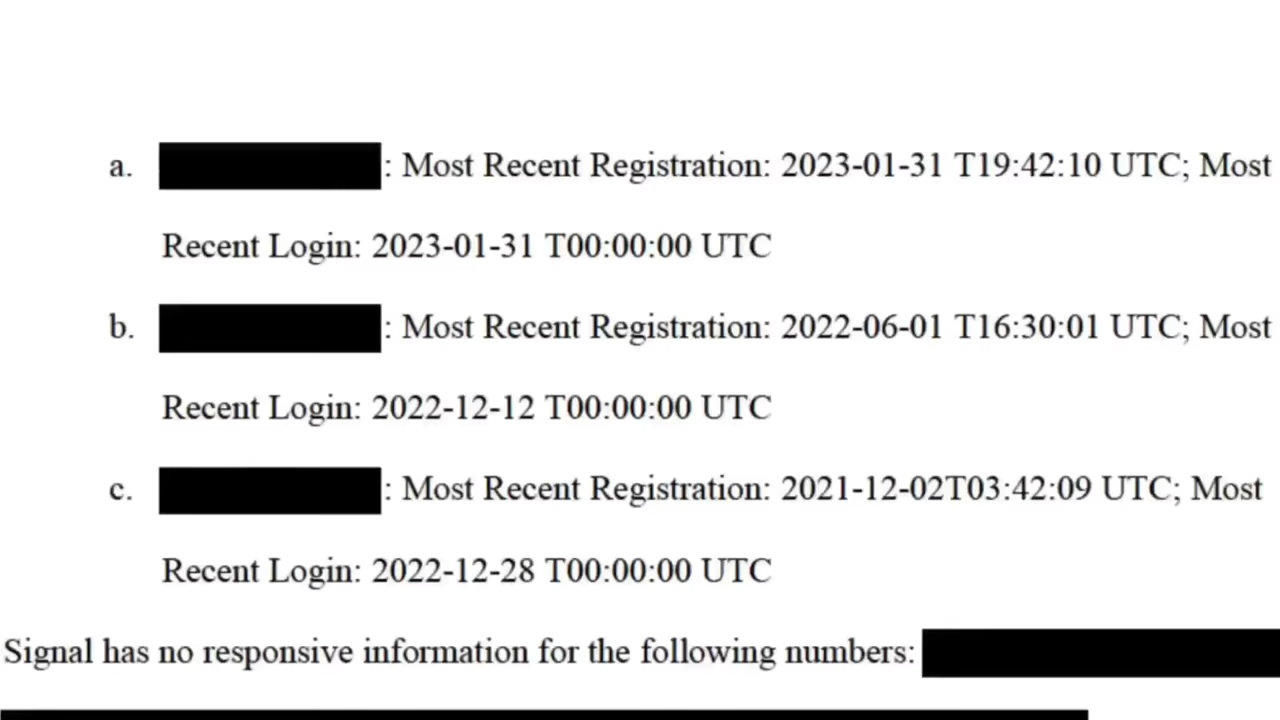 a. : Most Recent Registration: 2023-01-31 T19:42:10 UTC; Most
Recent Login: 2023-01-31 T00:00:00 UTC
b. : Most Recent Registration: 2022-06-01 T16:30:01 UTC; Most
Recent Login: 2022-12-12 T00:00:00 UTC
c. : Most Recent Registration: 2021-12-02T03:42:09 UTC; Most
Recent Login: 2022-12-28 T00:00:00 UTC
Signal has no responsive information for the following numbers: